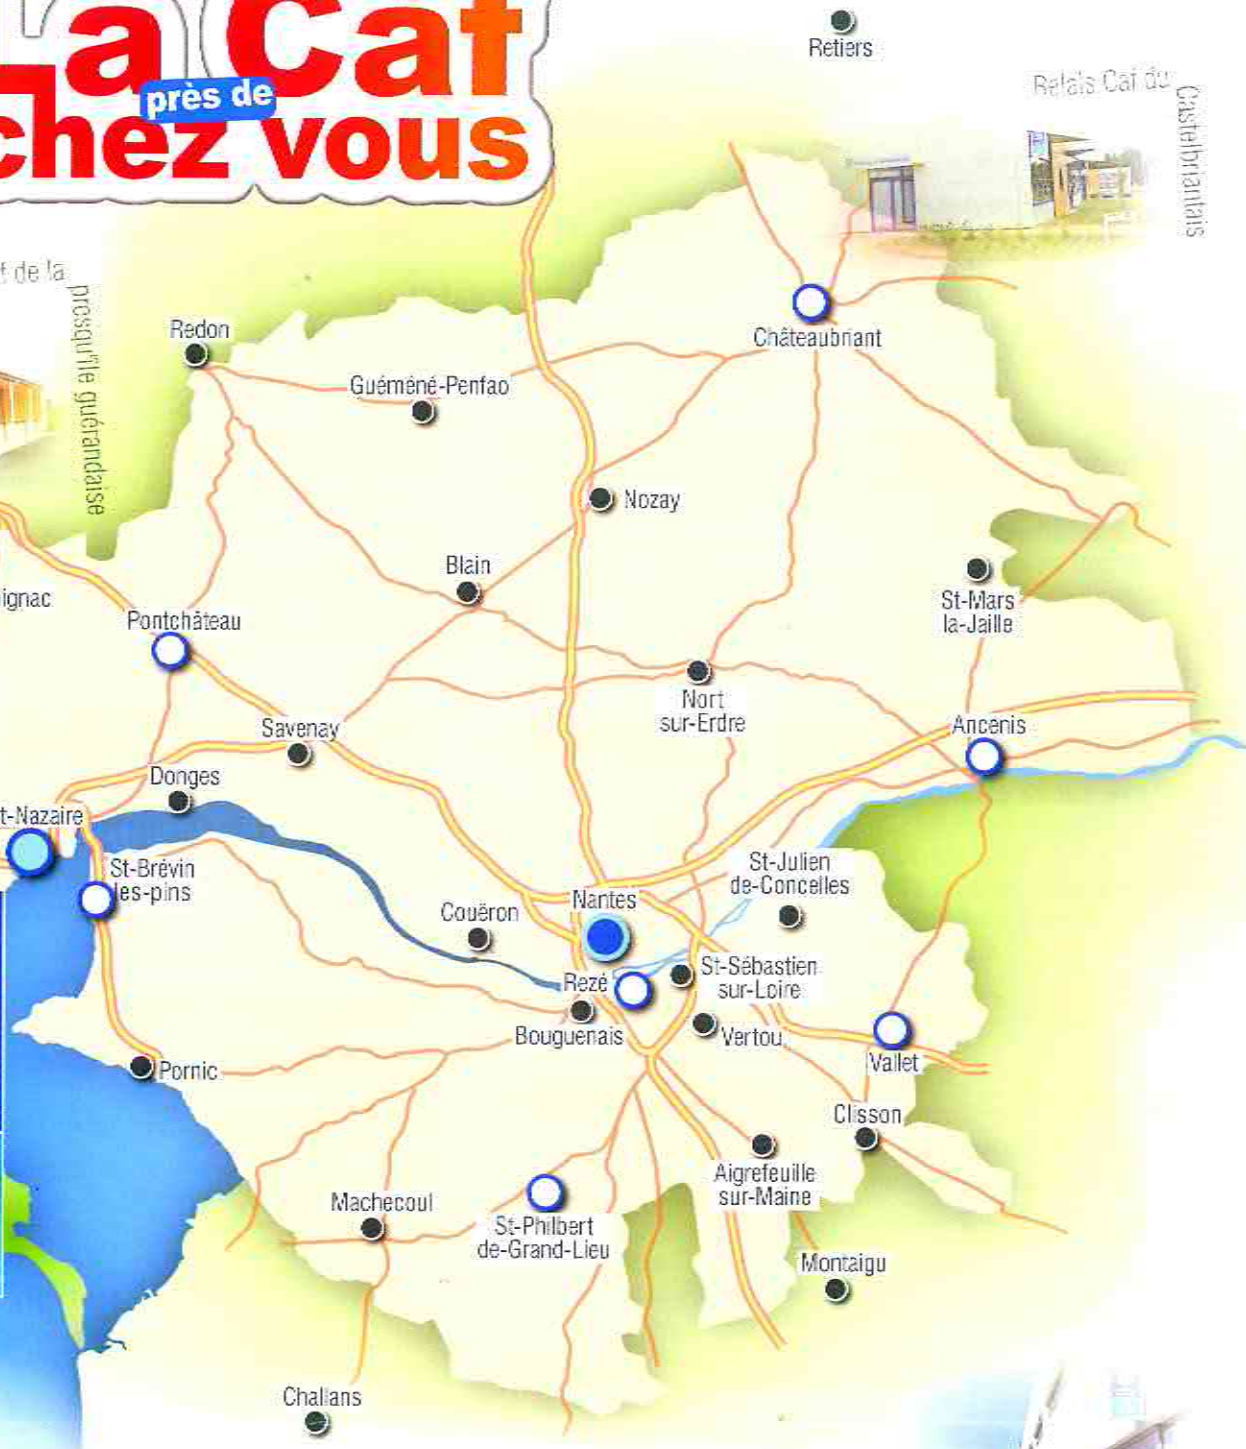 La Caf
près de
chez vous
Retiers
Relais Caf du
Castelbriantais
t de la
presqu'île guérandaise
Redon
Châteaubriant
Guéméné-Penfao
Nozay
Blain
ignac
St-Mars
la-Jaille
Pontchâteau
Nort
sur-Erdre
Savenay
Ancenis
Donges
t-Nazaire
St-Brévin
les-pins
St-Julien
de-Concelles
Nantes
Couëron
St-Sébastien
sur-Loire
Rezé
Bouguenais
Vertou
Vallet
Pornic
Clisson
Aigrefeuille
sur-Maine
Machecoul
St-Philbert
de-Grand-Lieu
Montaigu
Challans